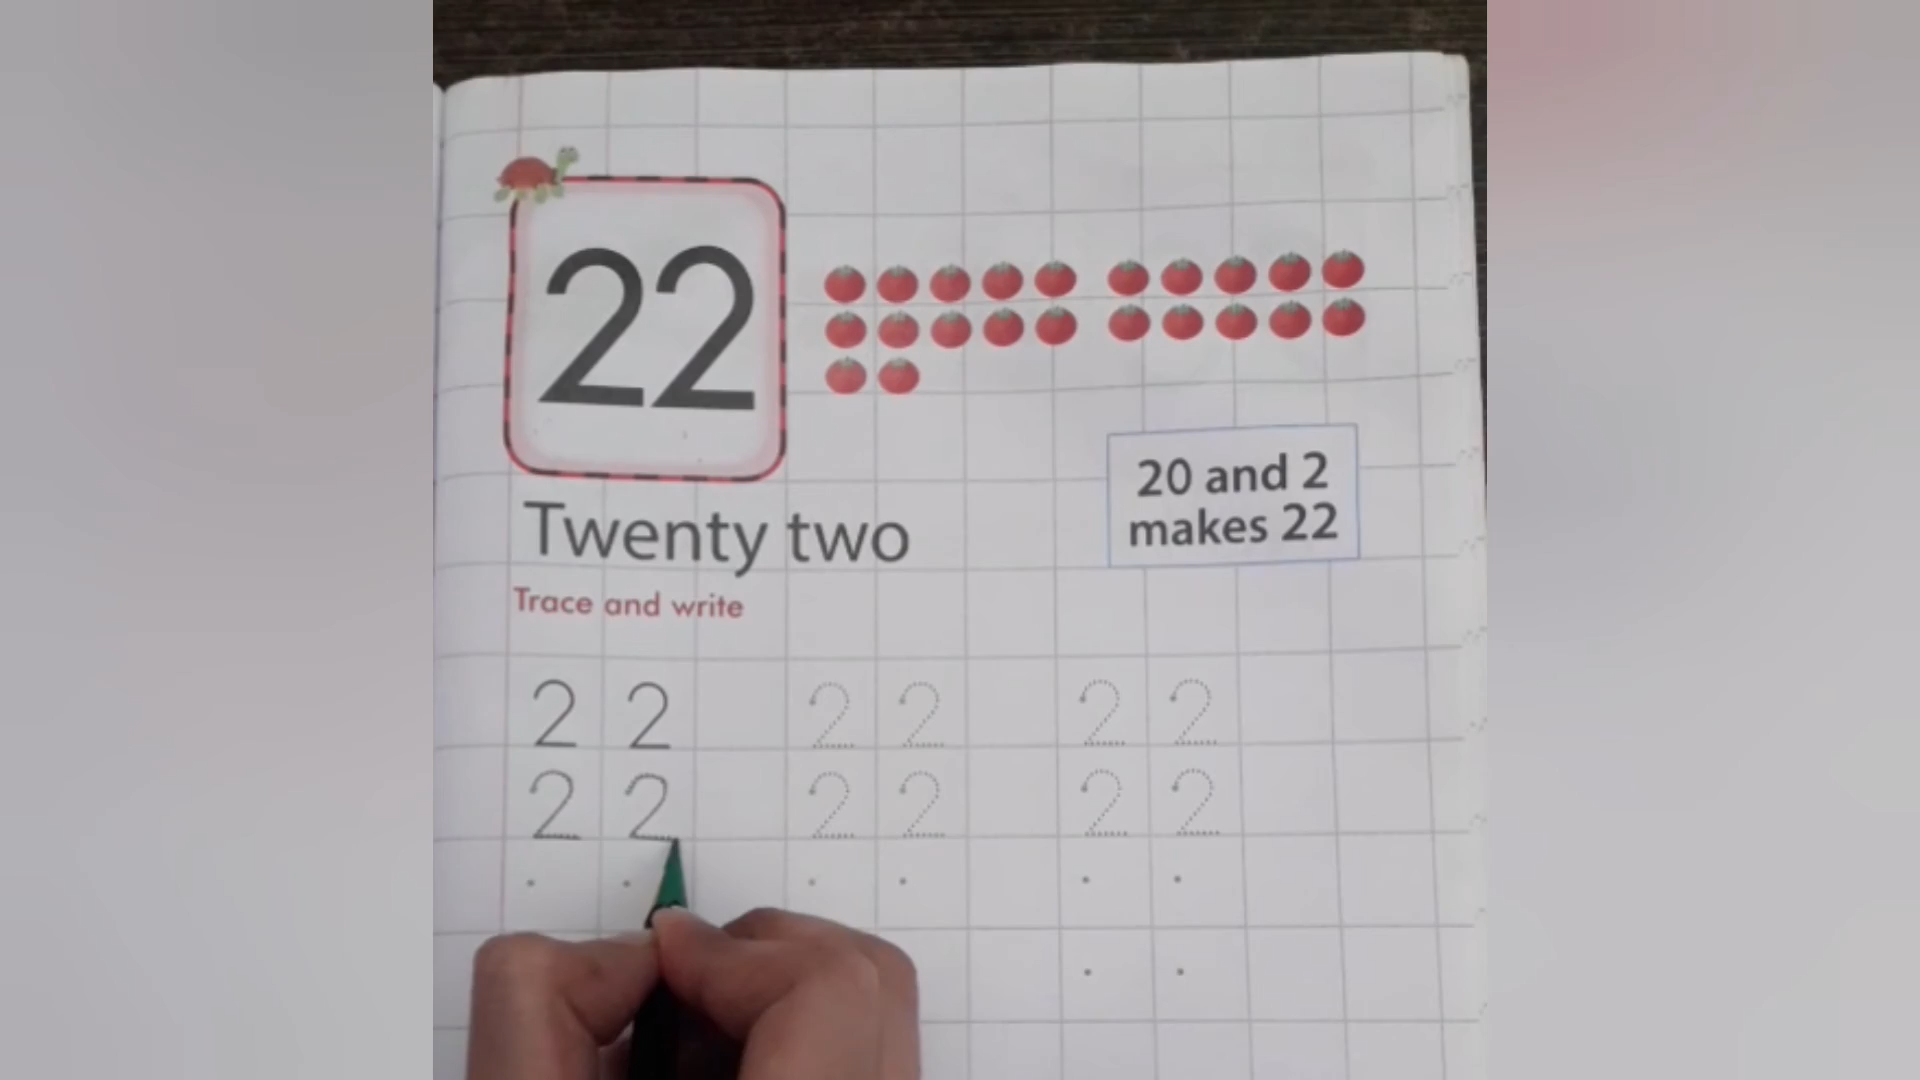 22
Twenty two
20 and 2
makes 22
Trace and write
2 2 2 2 2 2
2 2 2 2 2 2